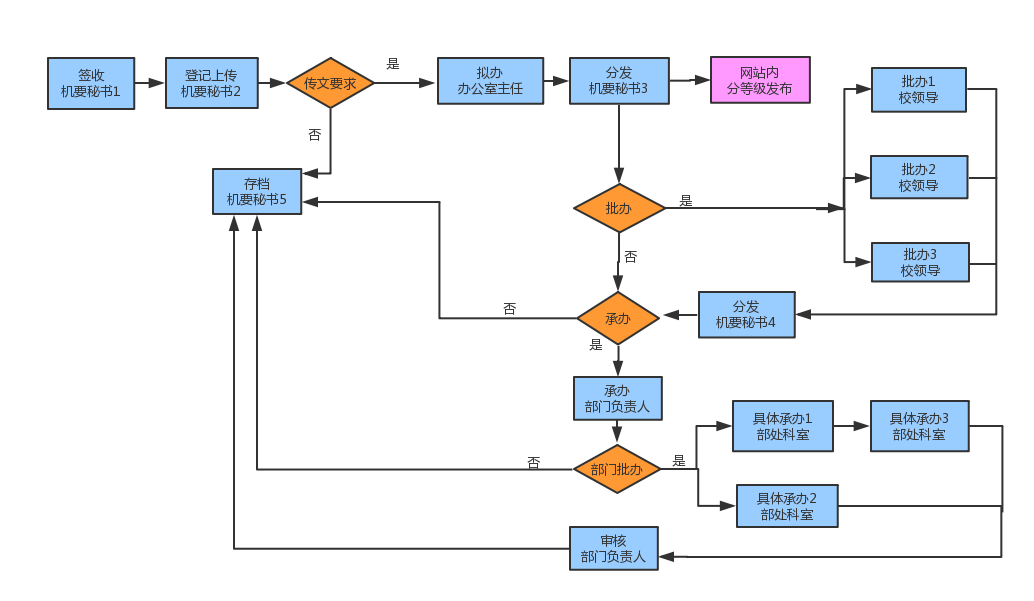 签收
机要秘书1
登记上传
机要秘书2
传文要求
是
拟办
办公室主任
分发
机要秘书3
网站内
分等级发布
批办1
校领导
否
存档
机要秘书5
批办
是
批办2
校领导
否
批办3
校领导
否
承办
分发
机要秘书4
是
承办
部门负责人
否
部门批办
是
具体承办1
部处科室
具体承办3
部处科室
具体承办2
部处科室
审核
部门负责人